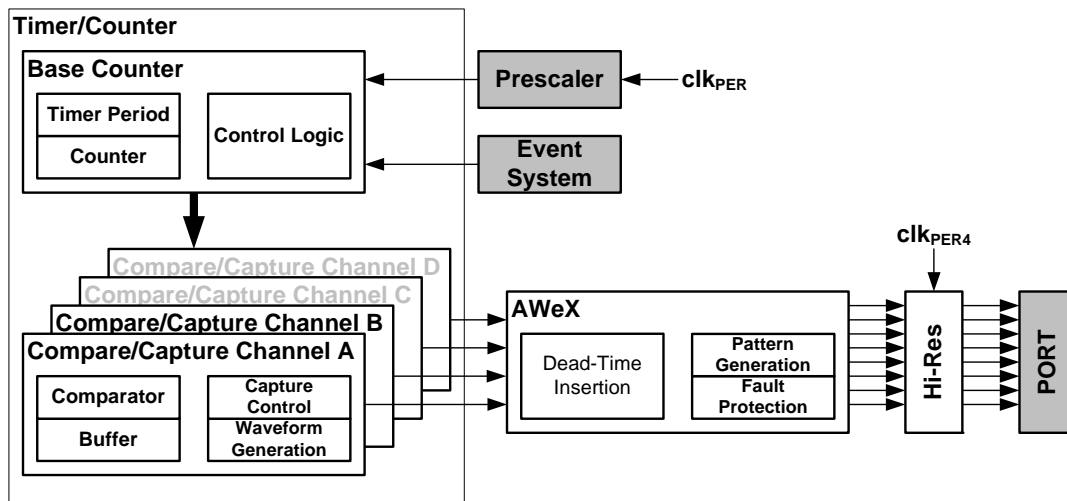 Timer/Counter
Base Counter
Timer Period
Counter
Control Logic
Prescaler
clkPER
Event
System
Compare/Capture Channel D
Compare/Capture Channel C
Compare/Capture Channel B
Compare/Capture Channel A
Comparator
Buffer
Capture
Control
Waveform
Generation
AWeX
Dead-Time
Insertion
Pattern
Generation
Fault
Protection
clkPER4
Hi-Res
PORT